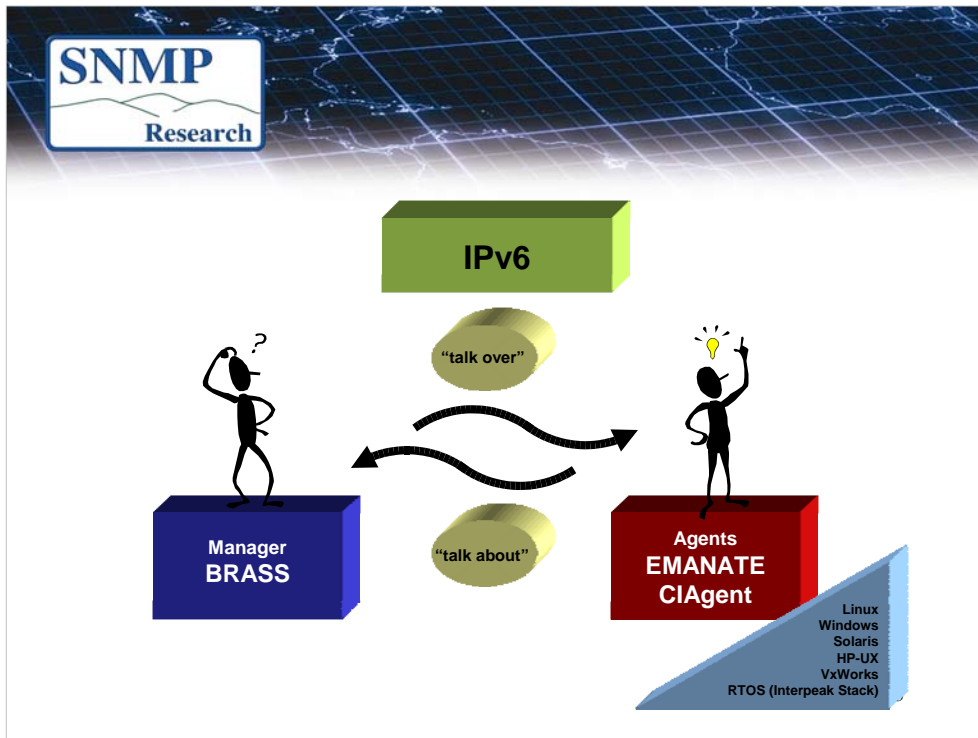 SNMP
Research
IPv6
“talk over”
?
“talk about”
Manager
BRASS
Agents
EMANATE
CIAgent
Linux
Windows
Solaris
HP-UX
VxWorks
RTOS (Interpeak Stack)